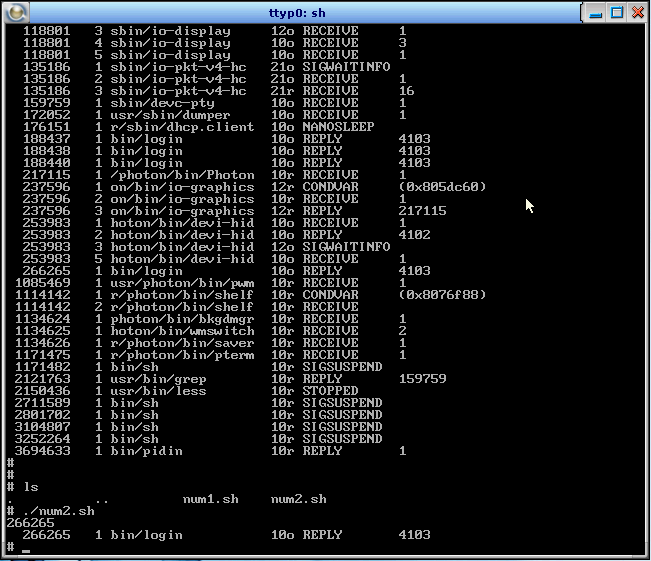 ttyp0: sh
118801 3 sbin/io-display 12o RECEIVE 1
118801 4 sbin/io-display 10o RECEIVE 3
118801 5 sbin/io-display 10o RECEIVE 1
135186 1 sbin/io-pkt-v4-hc 21o SIGWAITINFO
135186 2 sbin/io-pkt-v4-hc 21o RECEIVE 1
135186 3 sbin/io-pkt-v4-hc 21r RECEIVE 16
159759 1 sbin/devc-pty 10o RECEIVE 1
172052 1 usr/sbin/dumper 10o RECEIVE 1
176151 1 r/sbin/dhcp.client 10o NANOSLEEP
188437 1 bin/login 10o REPLY 4103
188438 1 bin/login 10o REPLY 4103
188440 1 bin/login 10o REPLY 4103
217115 1 /photon/bin/Photon 10r RECEIVE 1
237596 1 on/bin/io-graphics 12r CONDVAR (0x805dc60)
237596 2 on/bin/io-graphics 10r RECEIVE 1
237596 3 on/bin/io-graphics 12r REPLY 217115
253983 1 hoton/bin/devi-hid 10o RECEIVE 1
253983 2 hoton/bin/devi-hid 10o REPLY 4102
253983 3 hoton/bin/devi-hid 12o SIGWAITINFO
253983 5 hoton/bin/devi-hid 10o RECEIVE 1
266265 1 bin/login 10o REPLY 4103
1085469 1 usr/photon/bin/pwm 10r RECEIVE 1
1114142 1 r/photon/bin/shelf 10r CONDVAR (0x8076f88)
1114142 2 r/photon/bin/shelf 10r RECEIVE 1
1134624 1 photon/bin/bkgdmgr 10r RECEIVE 1
1134625 1 hoton/bin/wmswitch 10r RECEIVE 2
1134626 1 r/photon/bin/saver 10r RECEIVE 1
1171475 1 r/photon/bin/pterm 10r RECEIVE 1
1171482 1 bin/sh 10r SIGSUSPEND
2121763 1 usr/bin/grep 10r REPLY 159759
2150436 1 usr/bin/less 10r STOPPED
2711589 1 bin/sh 10r SIGSUSPEND
2801702 1 bin/sh 10r SIGSUSPEND
3104807 1 bin/sh 10r SIGSUSPEND
3252264 1 bin/sh 10r SIGSUSPEND
3694633 1 bin/pidin 10r REPLY 1
#
#
# ls
. .. num1.sh num2.sh
# ./num2.sh
266265
266265 1 bin/login 10o REPLY 4103
# _